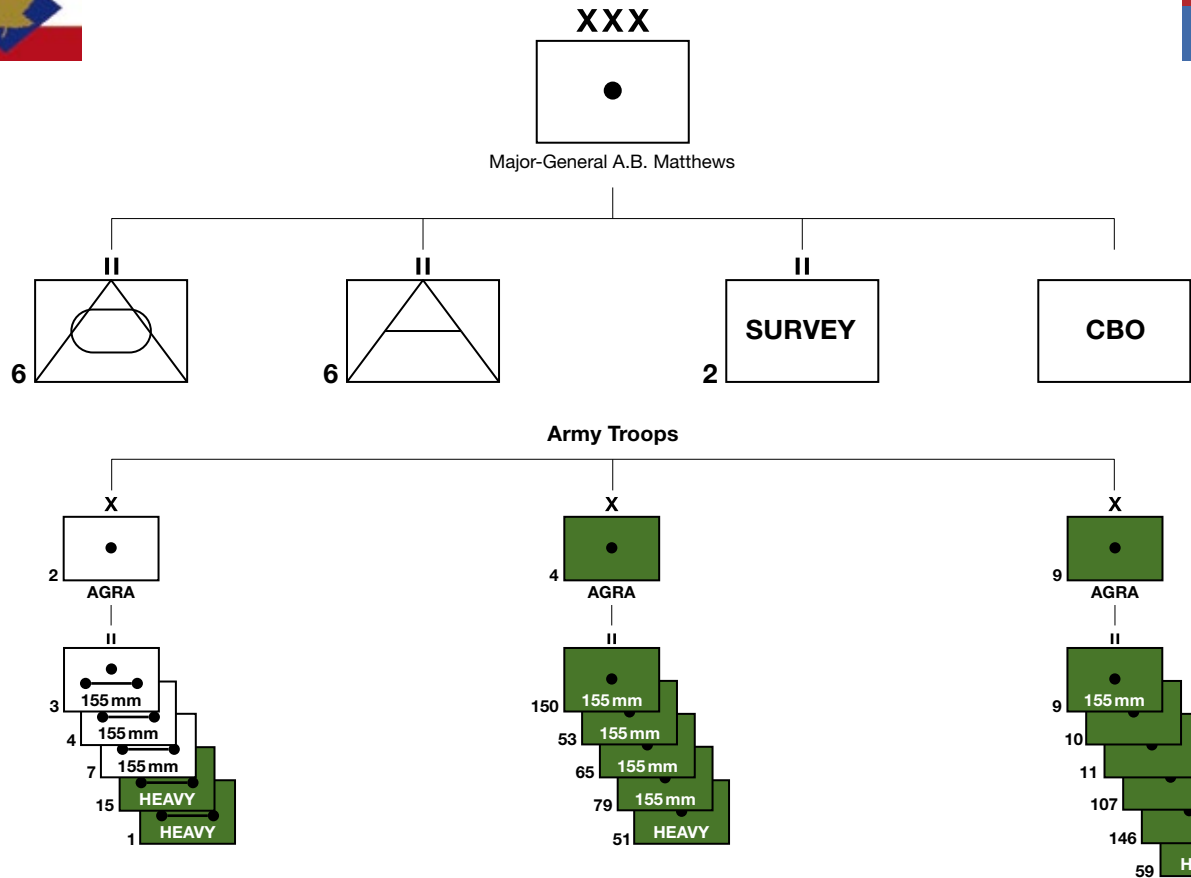 XXX
Major-General A.B. Matthews
II II II
6 6 2 SURVEY CBO
Army Troops
X X X
2 4 9
AGRA AGRA AGRA
II II II
3 155 mm 150 155 mm 9 155 mm
4 155 mm 53 155 mm 10
7 155 mm 65 155 mm 11
15 HEAVY 79 155 mm 107
1 HEAVY 51 HEAVY 146
59 H